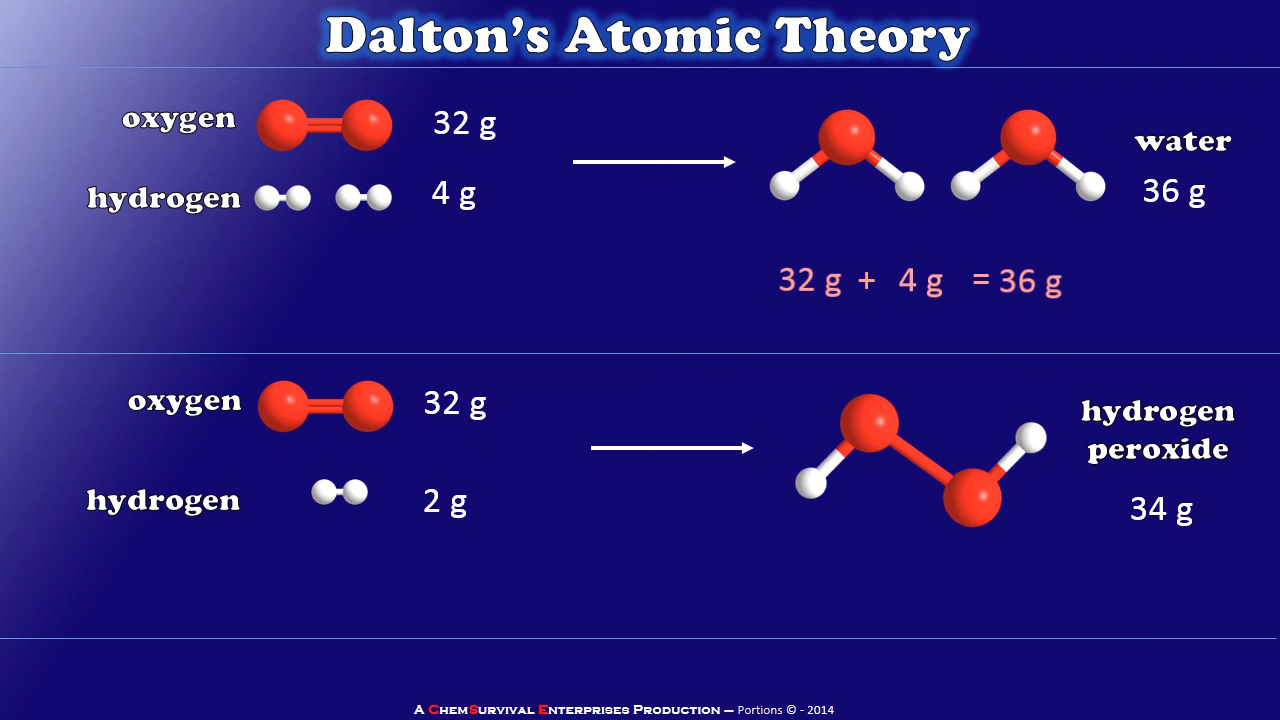 Dalton’s Atomic Theory
oxygen
32 g
hydrogen
4 g
water
36 g
32 g + 4 g = 36 g
oxygen
32 g
hydrogen
2 g
hydrogen
peroxide
34 g
A ChemSurvival Enterprises Production – Portions © - 2014